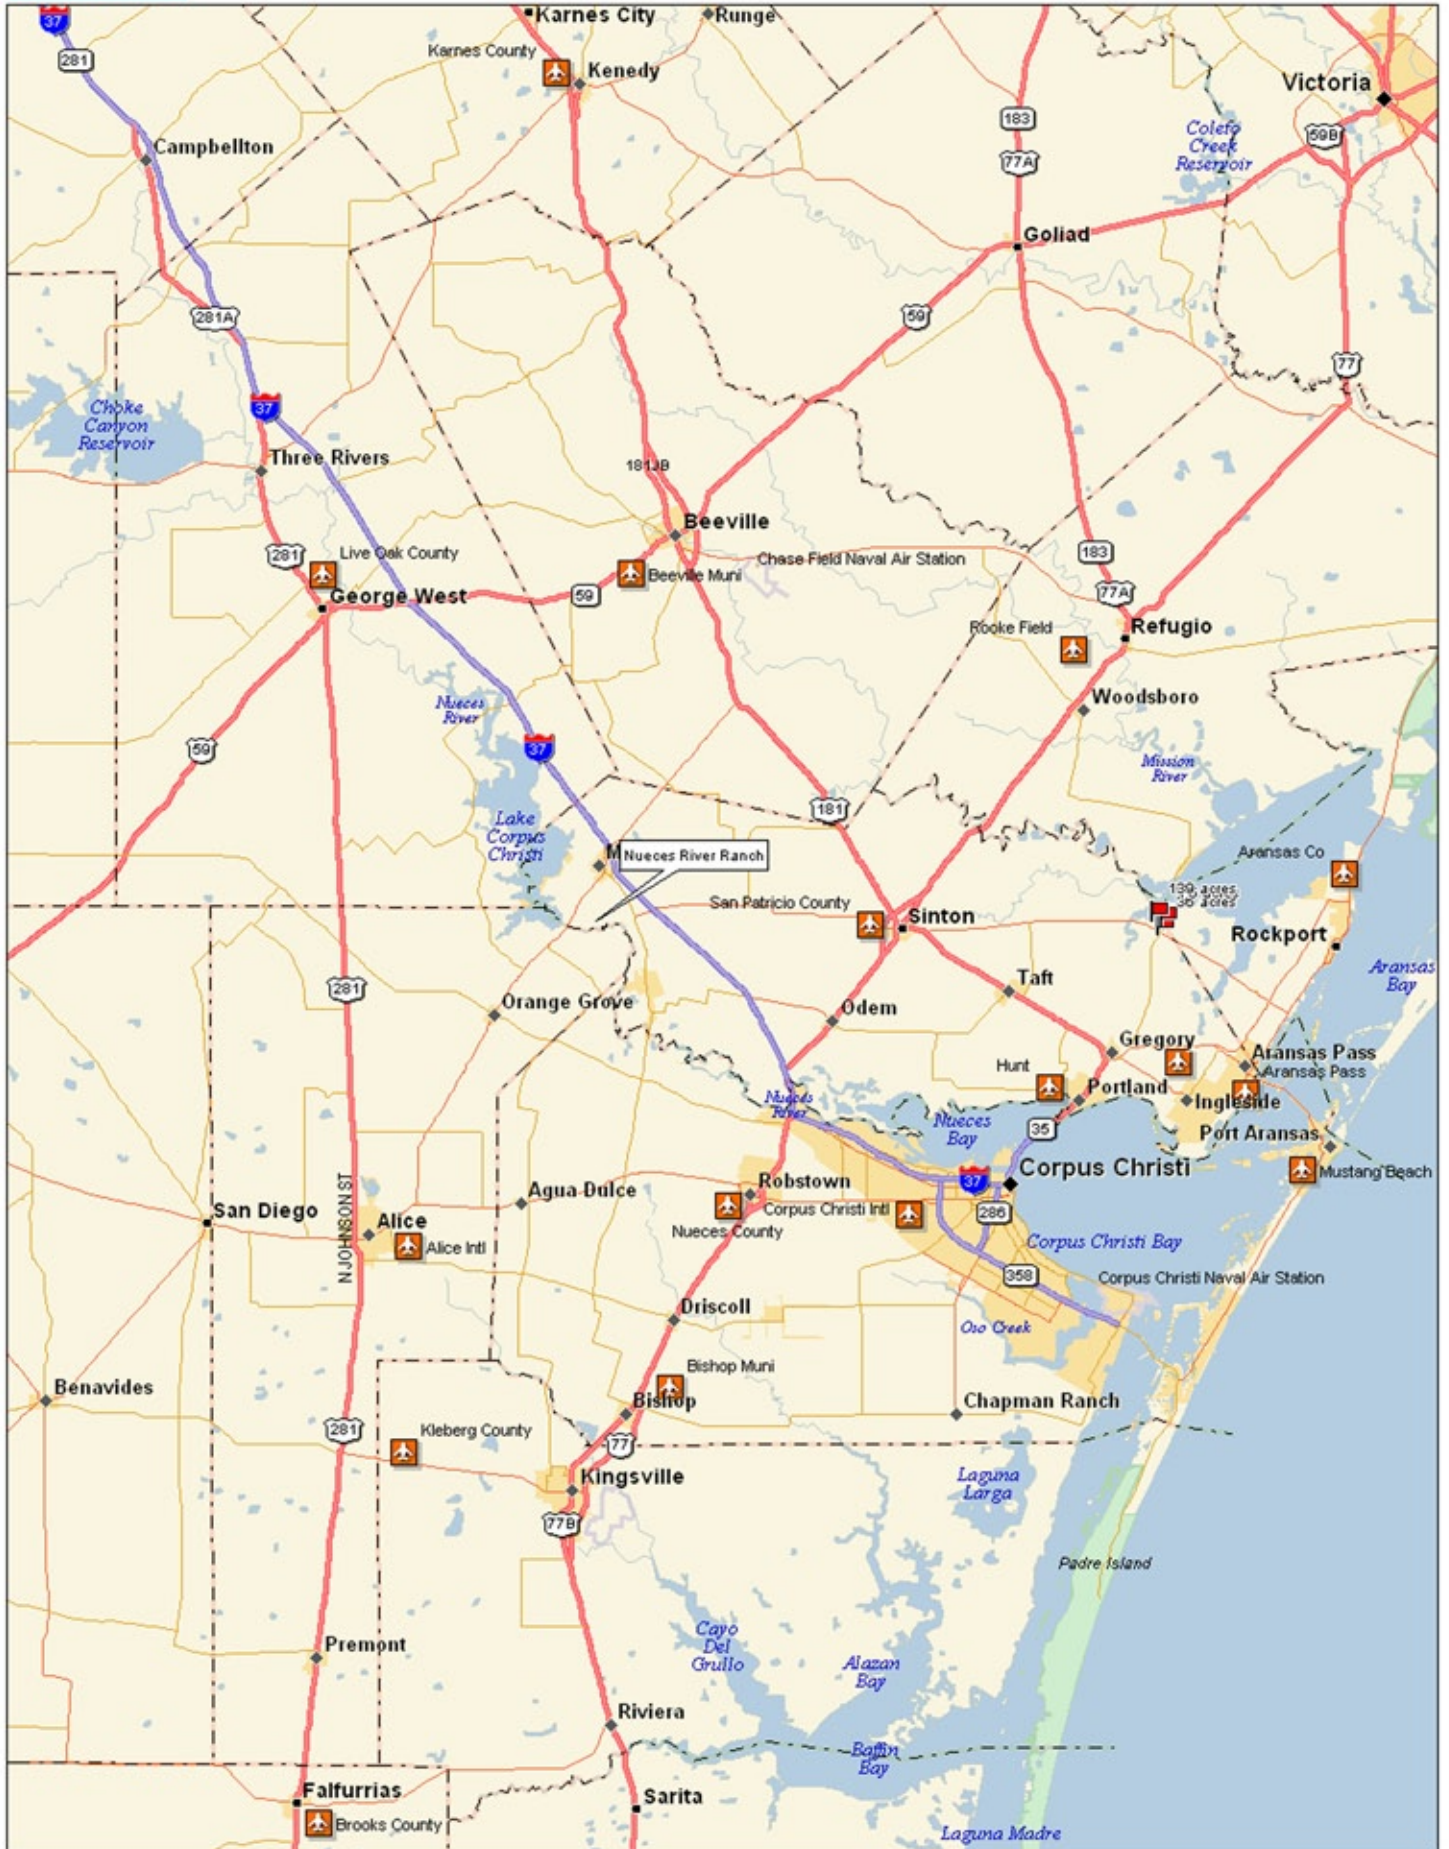 37
281
Karnes City
Runge
Karnes County
Kenedy
Victoria
183
59B
Coleto
Creek
Reservoir
Campbellton
77A
Goliad
281A
59
77
37
Choke
Canyon
Reservoir
Three Rivers
Beeville
281
Live Oak County
Chase Field Naval Air Station
183
Beeville Muni
George West
59
77A
Refugio
Rooke Field
Woodsboro
Nueces
River
59
37
Mission
River
181
Lake
Corpus
Christi
M
Nueces River Ranch
Aransas Co
139 acres
36 acres
San Patricio County
Sinton
Rockport
Aransas
Bay
Taft
281
Orange Grove
Odem
Gregory
Aransas Pass
Aransas Pass
Hunt
Portland
Ingleside
Nueces
River
Nueces
Bay
35
Port Aransas
Corpus Christi
Mustang Beach
37
Robstown
Agua Dulce
Corpus Christi Intl
286
Nueces County
San Diego
N JOHNSON ST
Alice
Alice Intl
Corpus Christi Bay
358
Corpus Christi Naval Air Station
Driscoll
Oso Creek
Bishop Muni
Benavides
Bishop
Chapman Ranch
281
Kleberg County
77
Kingsville
Laguna
Larga
77B
Padre Island
Premont
Cayo
Del
Grullo
Alazan
Bay
Riviera
Baffin
Bay
Falfurrias
Sarita
Brooks County
Laguna Madre